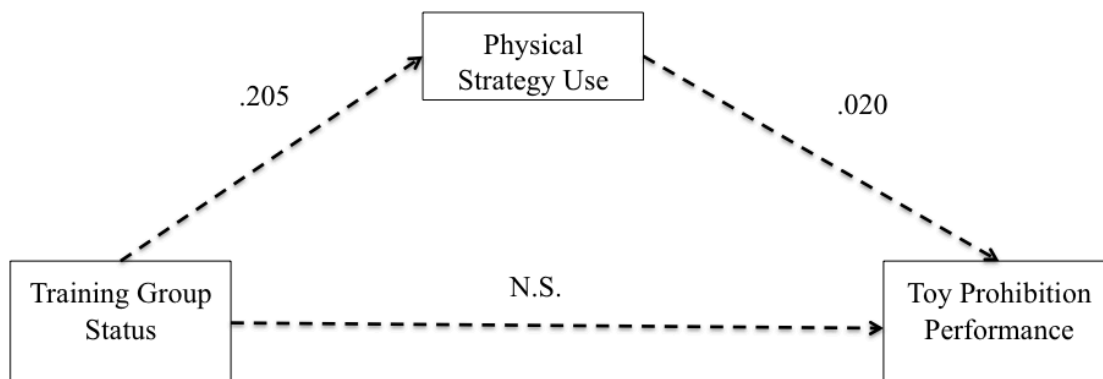 Physical
Strategy Use
.205
.020
Training Group
Status
N.S.
Toy Prohibition
Performance